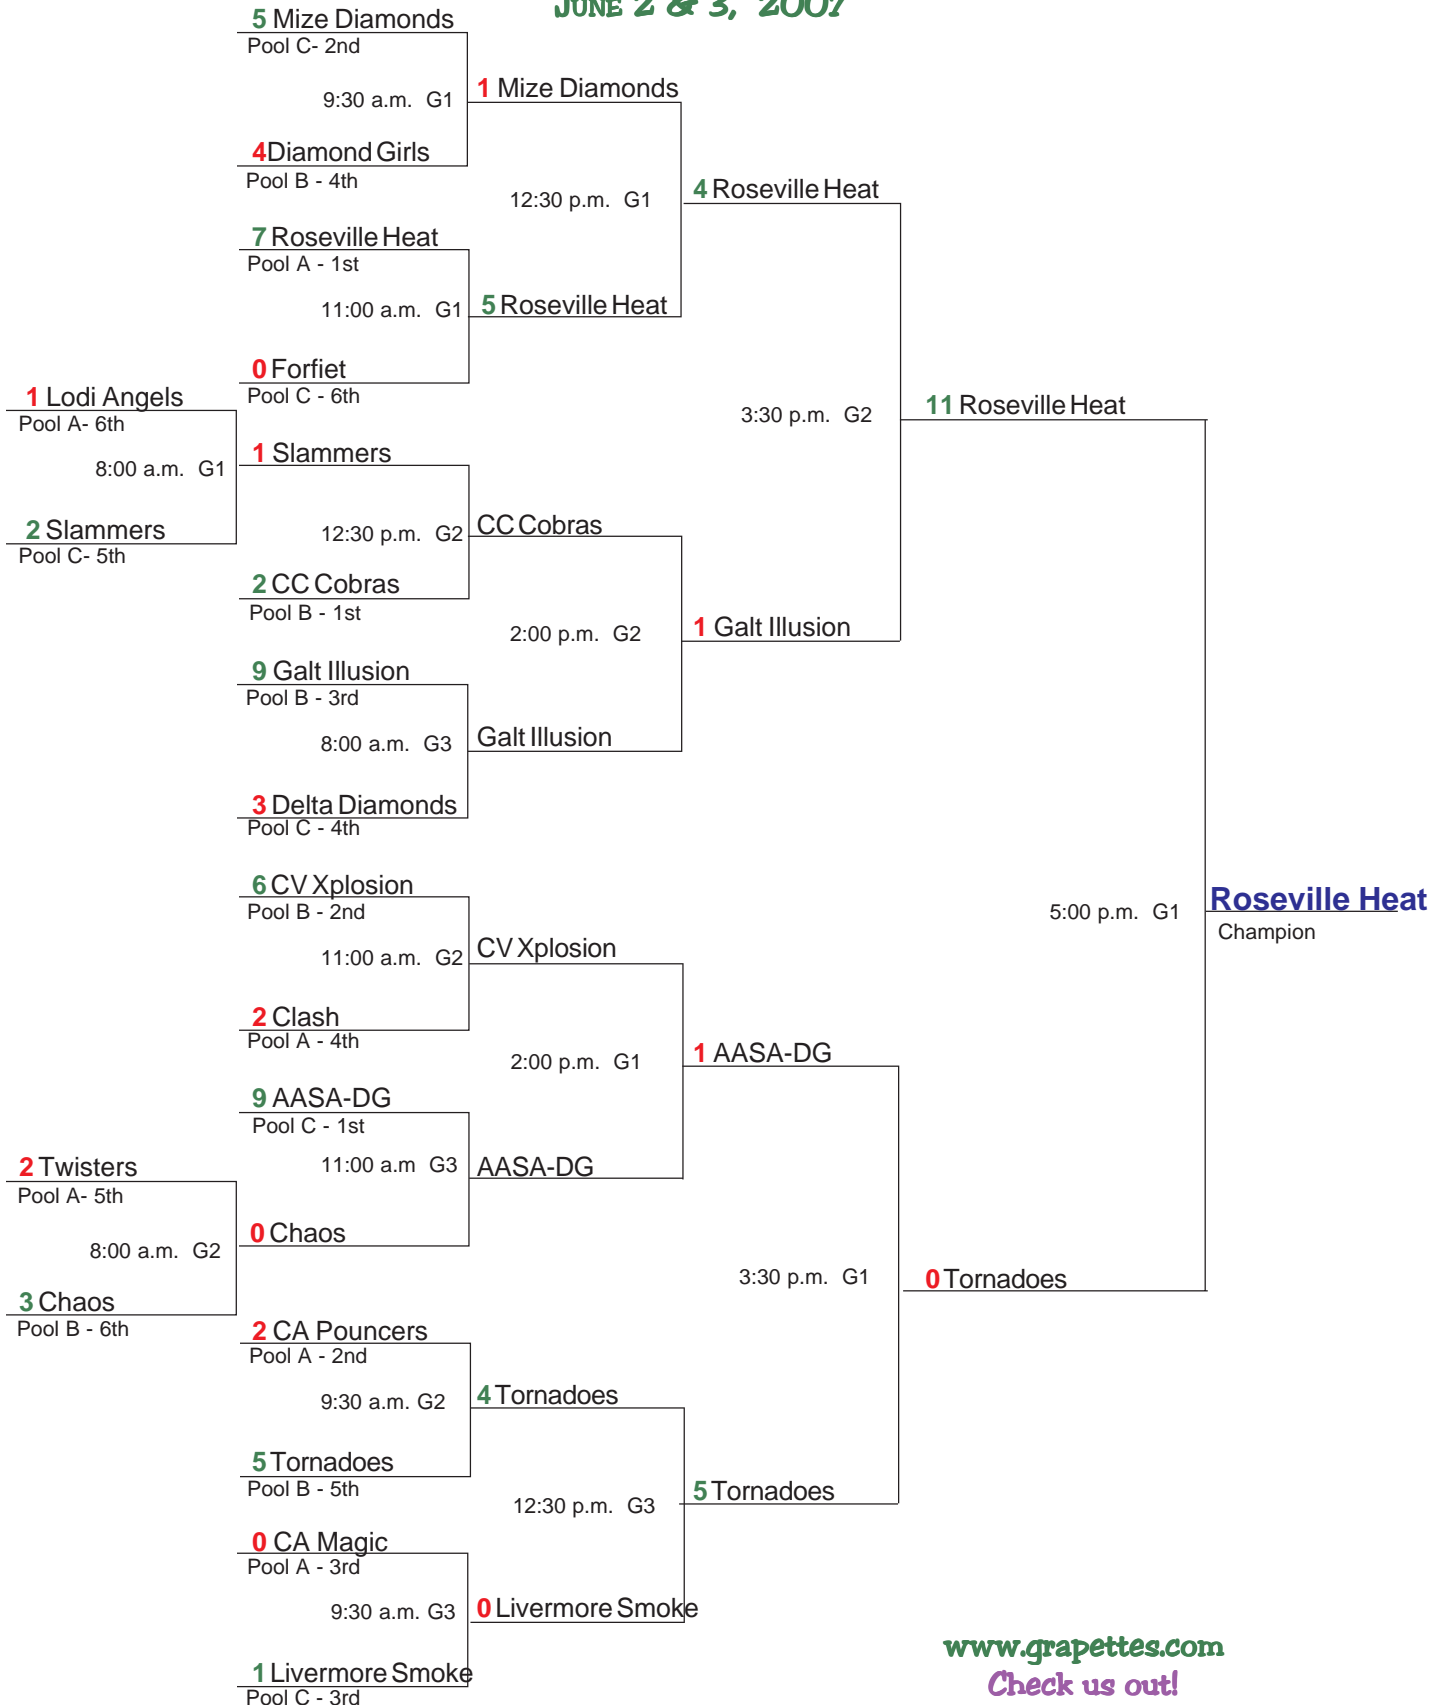 JUNE 2 & 3, 2007
5 Mize Diamonds
Pool C- 2nd
9:30 a.m. G1
1 Mize Diamonds
4 Diamond Girls
Pool B - 4th
12:30 p.m. G1
4 Roseville Heat
7 Roseville Heat
Pool A - 1st
11:00 a.m. G1
5 Roseville Heat
0 Forfiet
Pool C - 6th
1 Lodi Angels
Pool A- 6th
3:30 p.m. G2
11 Roseville Heat
8:00 a.m. G1
1 Slammers
2 Slammers
Pool C- 5th
12:30 p.m. G2
CC Cobras
2 CC Cobras
Pool B - 1st
2:00 p.m. G2
1 Galt Illusion
9 Galt Illusion
Pool B - 3rd
8:00 a.m. G3
Galt Illusion
3 Delta Diamonds
Pool C - 4th
6 CV Xplosion
Pool B - 2nd
5:00 p.m. G1
Roseville Heat
Champion
11:00 a.m. G2
CV Xplosion
2 Clash
Pool A - 4th
2:00 p.m. G1
1 AASA-DG
9 AASA-DG
Pool C - 1st
11:00 a.m G3
AASA-DG
2 Twisters
Pool A- 5th
8:00 a.m. G2
0 Chaos
3 Chaos
Pool B - 6th
3:30 p.m. G1
0 Tornadoes
2 CA Pouncers
Pool A - 2nd
9:30 a.m. G2
4 Tornadoes
5 Tornadoes
Pool B - 5th
12:30 p.m. G3
5 Tornadoes
0 CA Magic
Pool A - 3rd
9:30 a.m. G3
0 Livermore Smoke
1 Livermore Smoke
Pool C - 3rd
www.grapettes.com
Check us out!